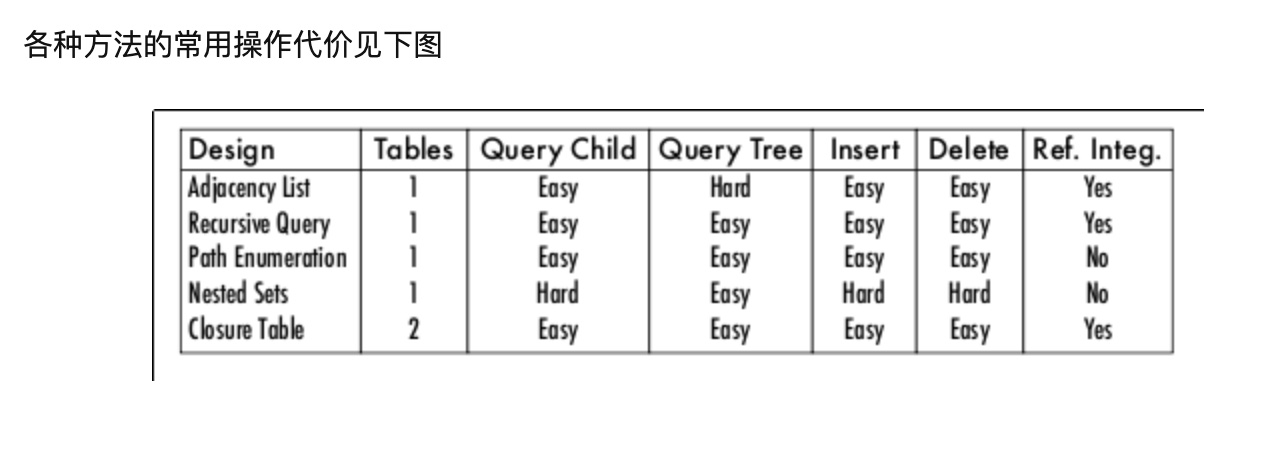 各种方法的常用操作代价见下图
Design Tables Query Child Query Tree Insert Delete Ref. Integ.
Adjacency List 1 Easy Hard Easy Easy Yes
Recursive Query 1 Easy Easy Easy Easy Yes
Path Enumeration 1 Easy Easy Easy Easy No
Nested Sets 1 Hard Easy Hard Hard No
Closure Table 2 Easy Easy Easy Easy Yes